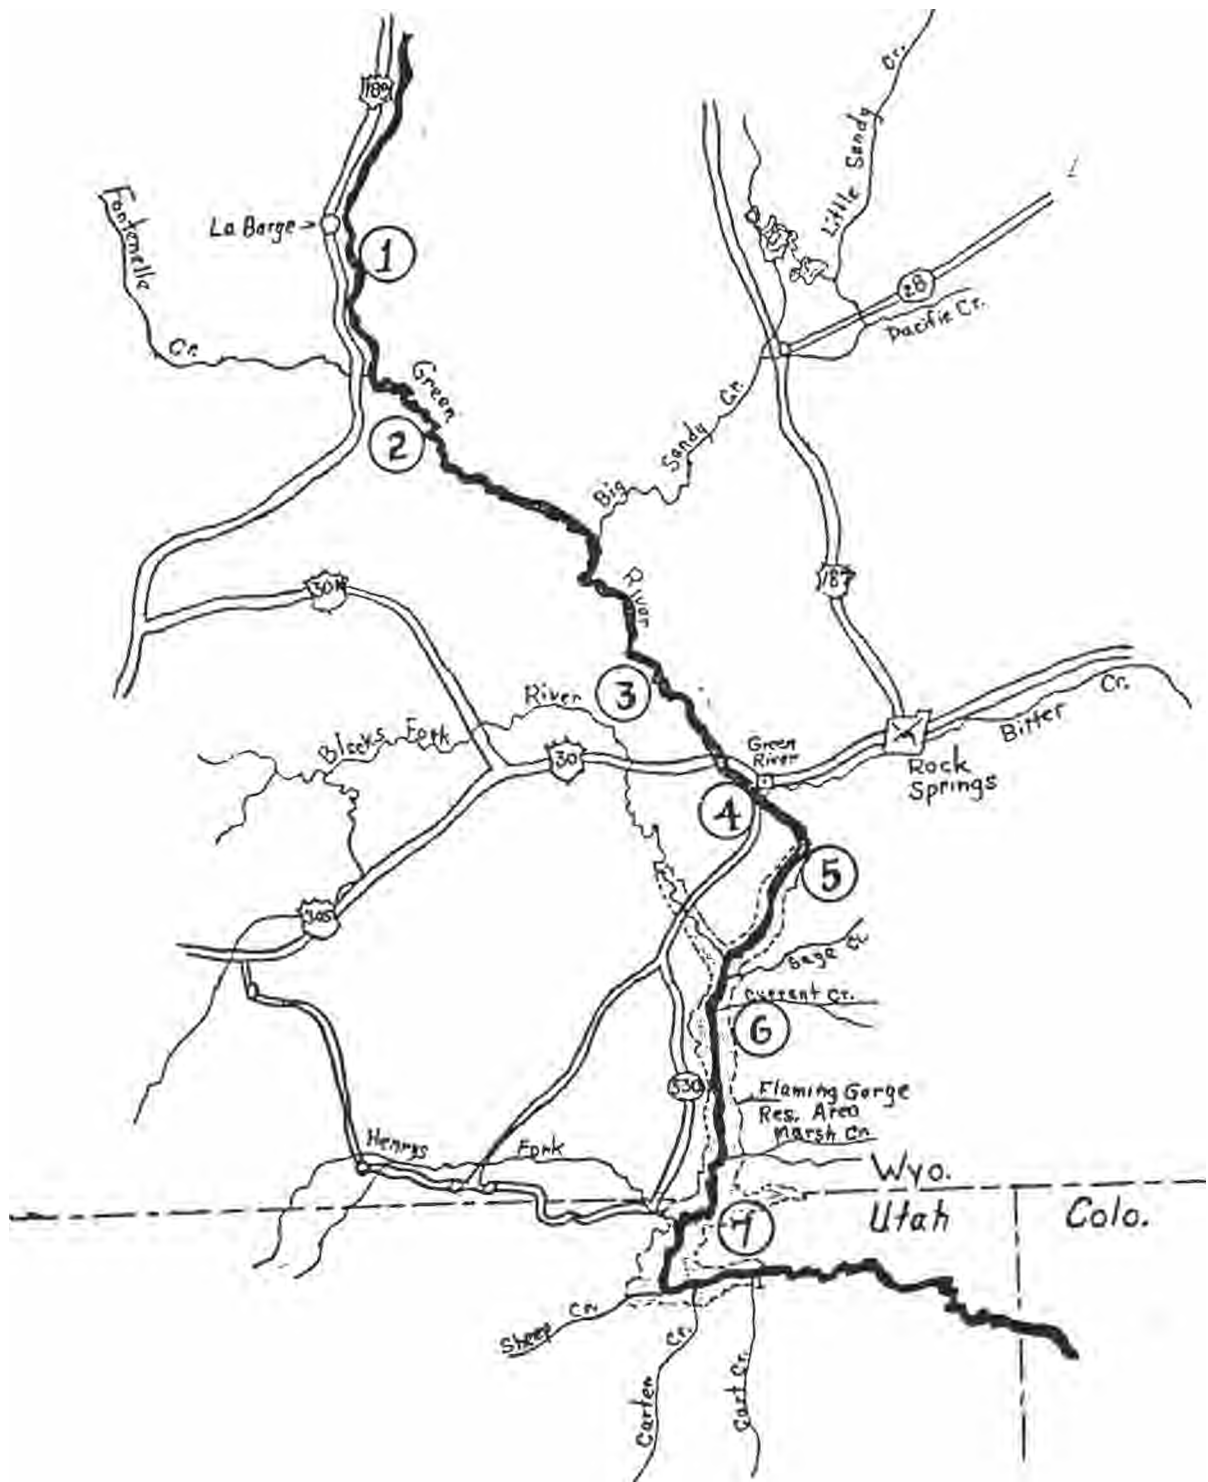 189
Little Sandy Cr.
Fontenelle
Cr.
La Barge
1
28
Pacific Cr.
Green
2
Big Sandy Cr.
River
187
30N
3
River
Blacks Fork
30
Green
River
Rock
Springs
Bitter Cr.
4
5
30S
Sage Cr.
Current Cr.
6
530
Flaming Gorge
Res. Area
Marsh Cr.
Henrys Fork
Wyo.
Utah
Colo.
7
Sheep Cr.
Carter Cr.
Cart Cr.